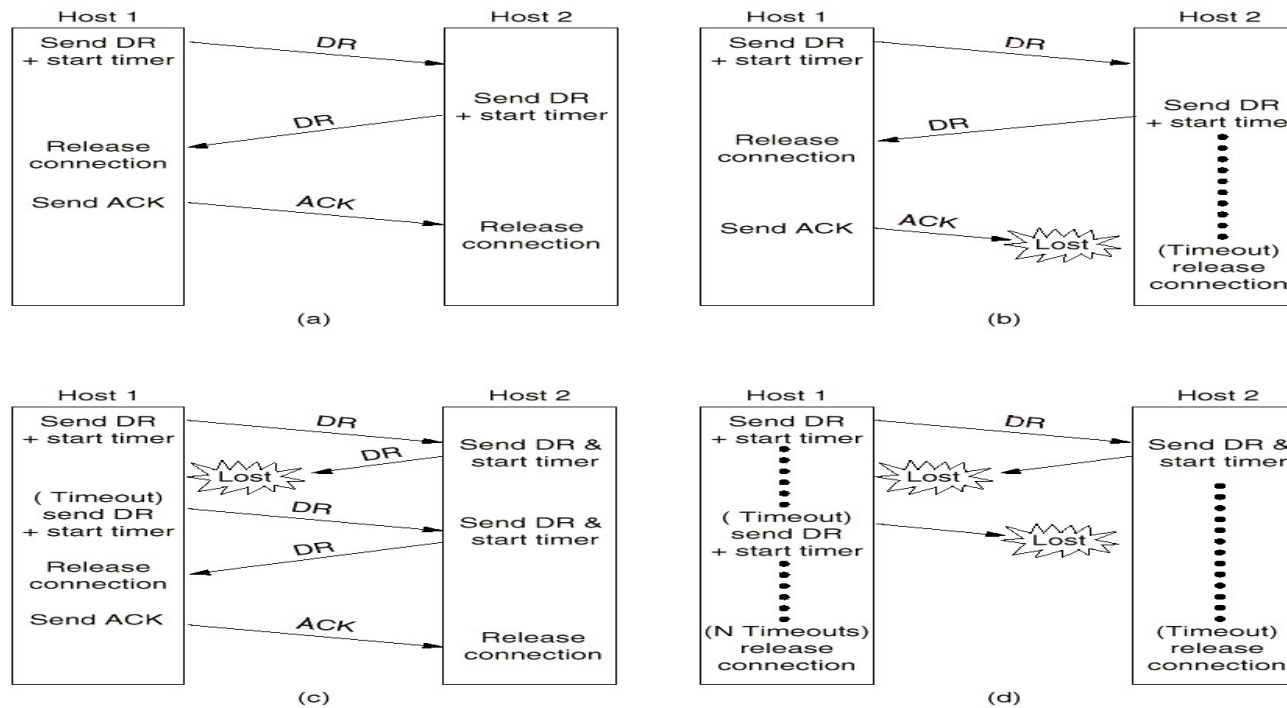 Host 1
Host 2
Send DR
+ start timer
DR
Send DR
+ start timer
DR
Release
connection
Send ACK
ACK
Release
connection
(a)
Host 1
Host 2
Send DR
+ start timer
DR
Send DR
+ start time
DR
Release
connection
Send ACK
ACK
Lost
(Timeout)
release
connection
(b)
Host 1
Host 2
Send DR
+ start timer
DR
Send DR &
start timer
DR
Lost
( Timeout)
send DR
+ start timer
DR
Send DR &
start timer
DR
Release
connection
Send ACK
ACK
Release
connection
(c)
Host 1
Host 2
Send DR
+ start timer
DR
Send DR &
start timer
Lost
( Timeout)
send DR
+ start timer
Lost
(N Timeouts)
release
connection
(Timeout)
release
connection
(d)